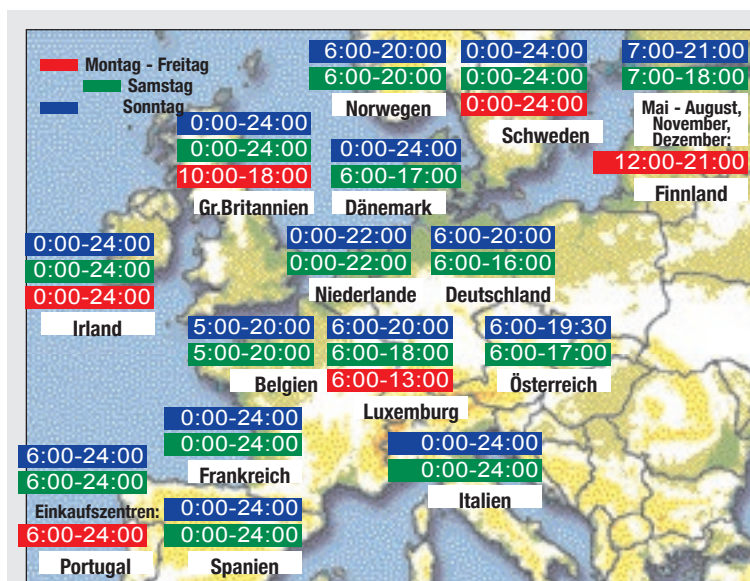 Montag - Freitag
Samstag
Sonntag
6:00-20:00
6:00-20:00
Norwegen
0:00-24:00
0:00-24:00
0:00-24:00
Schweden
7:00-21:00
7:00-18:00
Mai - August,
November,
Dezember:
12:00-21:00
Finnland
0:00-24:00
0:00-24:00
10:00-18:00
Gr.Britannien
0:00-24:00
6:00-17:00
Dänemark
0:00-24:00
0:00-24:00
0:00-24:00
Irland
0:00-22:00
0:00-22:00
Niederlande
6:00-20:00
6:00-16:00
Deutschland
5:00-20:00
5:00-20:00
Belgien
6:00-20:00
6:00-18:00
6:00-13:00
Luxemburg
6:00-19:30
6:00-17:00
Österreich
0:00-24:00
0:00-24:00
Frankreich
0:00-24:00
0:00-24:00
Italien
6:00-24:00
6:00-24:00
Einkaufszentren:
6:00-24:00
Portugal
0:00-24:00
0:00-24:00
Spanien